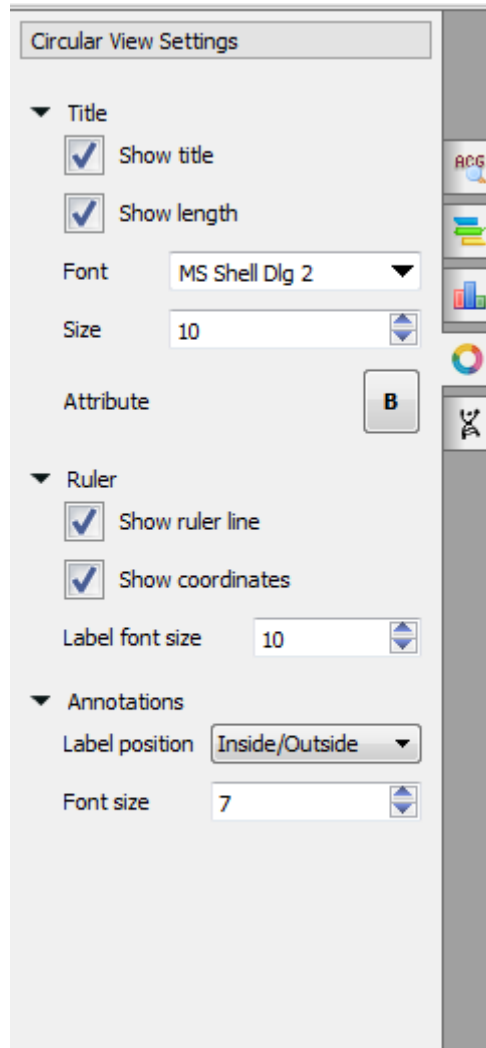 Circular View Settings
Title
Show title
ACG
Show length
Font MS Shell Dlg 2
Size 10
Attribute B
Ruler
Show ruler line
Show coordinates
Label font size 10
Annotations
Label position Inside/Outside
Font size 7